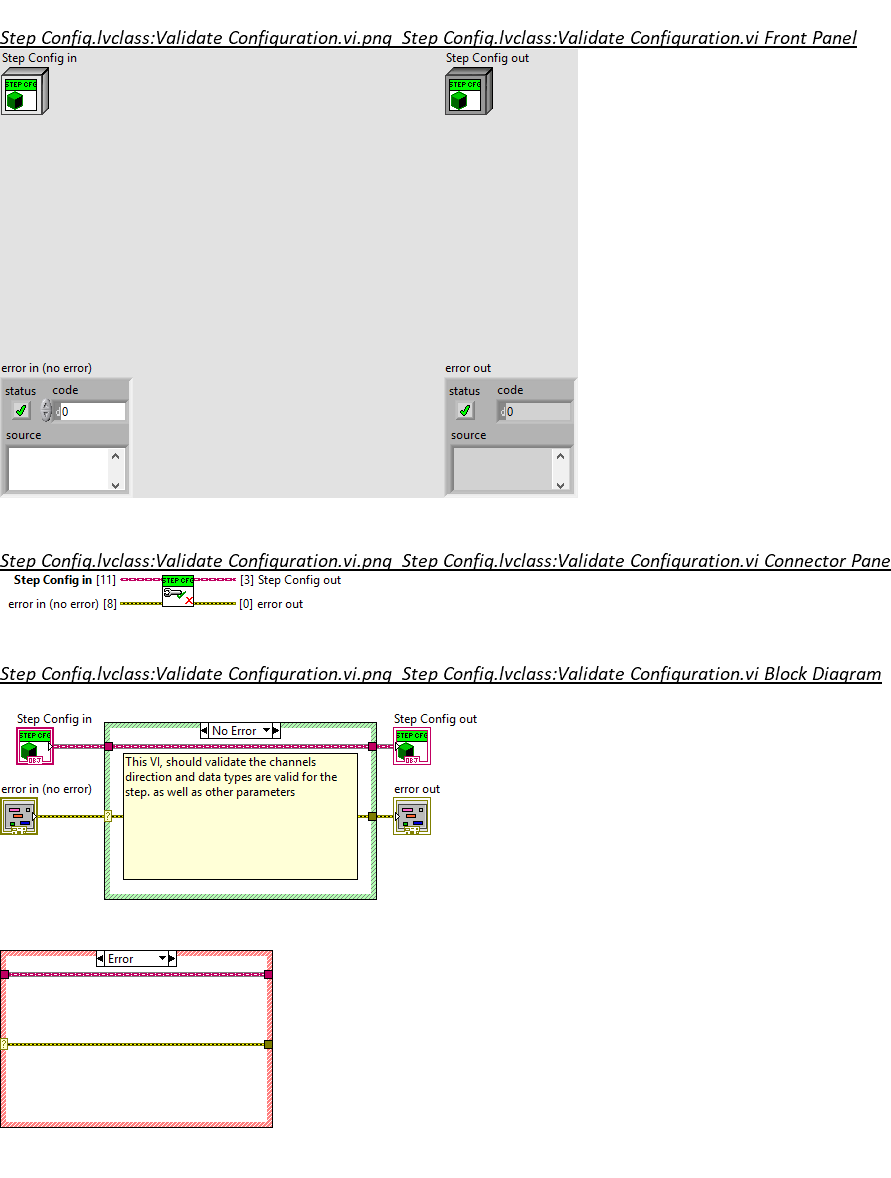 Step Config.lvclass:Validate Configuration.vi.png  Step Config.lvclass:Validate Configuration.vi Front Panel
Step Config in
Step Config out
STEP CFG
STEP CFG
error in (no error)
error out
status
code
status
code
d 0
d 0
source
source
Step Config.lvclass:Validate Configuration.vi.png  Step Config.lvclass:Validate Configuration.vi Connector Pane
Step Config in [11]
STEP CFG
[3] Step Config out
error in (no error) [8]
[0] error out
Step Config.lvclass:Validate Configuration.vi.png  Step Config.lvclass:Validate Configuration.vi Block Diagram
Step Config in
Step Config out
No Error
STEP CFG
STEP CFG
OBJ
OBJ
This VI, should validate the channels
direction and data types are valid for the
step. as well as other parameters
error in (no error)
error out
?
Error
?